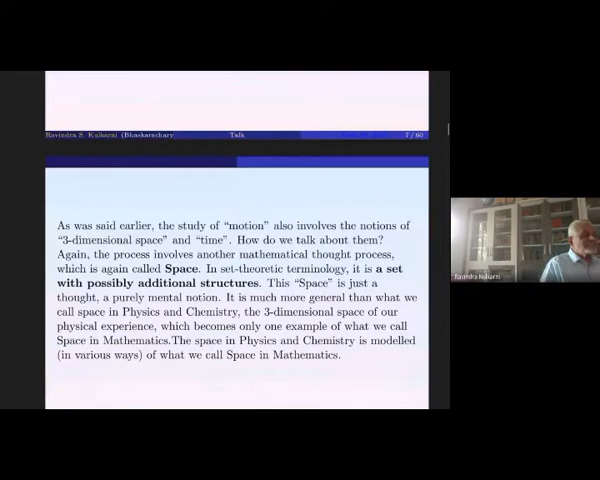 Ravindra S. Kulkarni (Bhaskarachary Talk 7 / 60
As was said earlier, the study of “motion” also involves the notions of
“3-dimensional space” and “time”. How do we talk about them?
Again, the process involves another mathematical thought process,
which is again called Space. In set-theoretic terminology, it is a set
with possibly additional structures. This “Space” is just a
thought, a purely mental notion. It is much more general than what we
call space in Physics and Chemistry, the 3-dimensional space of our
physical experience, which becomes only one example of what we call
Space in Mathematics.The space in Physics and Chemistry is modelled
(in various ways) of what we call Space in Mathematics.
Ravindra Kulkarni